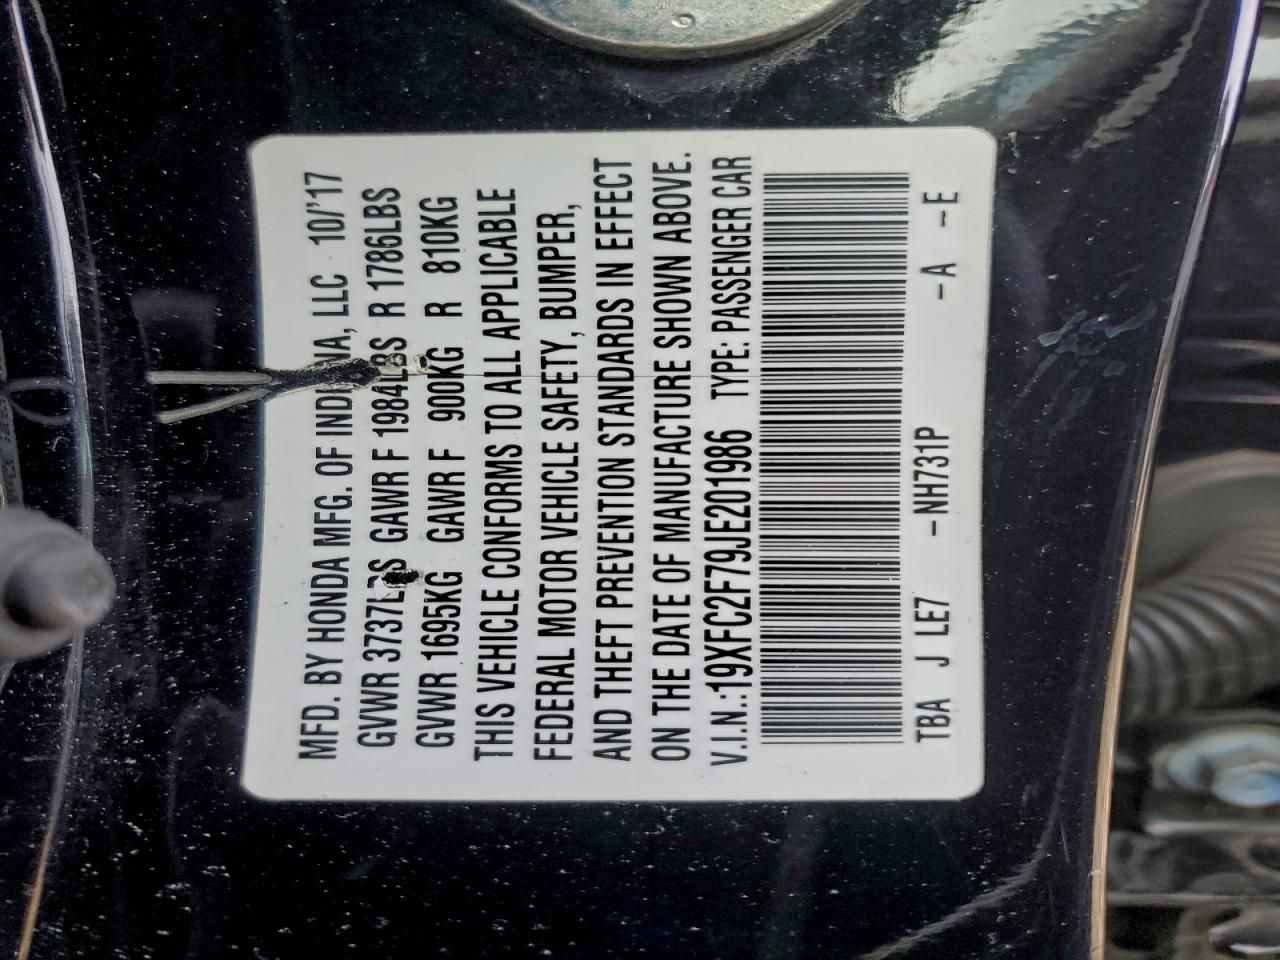 MFD. BY HONDA MFG. OF INDIANA, LLC 10/'17
GVWR 3737LBS GAWR F 1984LBS R 1786LBS
GVWR 1695KG GAWR F 900KG R 810KG
THIS VEHICLE CONFORMS TO ALL APPLICABLE
FEDERAL MOTOR VEHICLE SAFETY, BUMPER,
AND THEFT PREVENTION STANDARDS IN EFFECT
ON THE DATE OF MANUFACTURE SHOWN ABOVE.
V.I.N.:19XFC2F79JE201986 TYPE: PASSENGER CAR
TBA J LE7 -NH731P -A -E